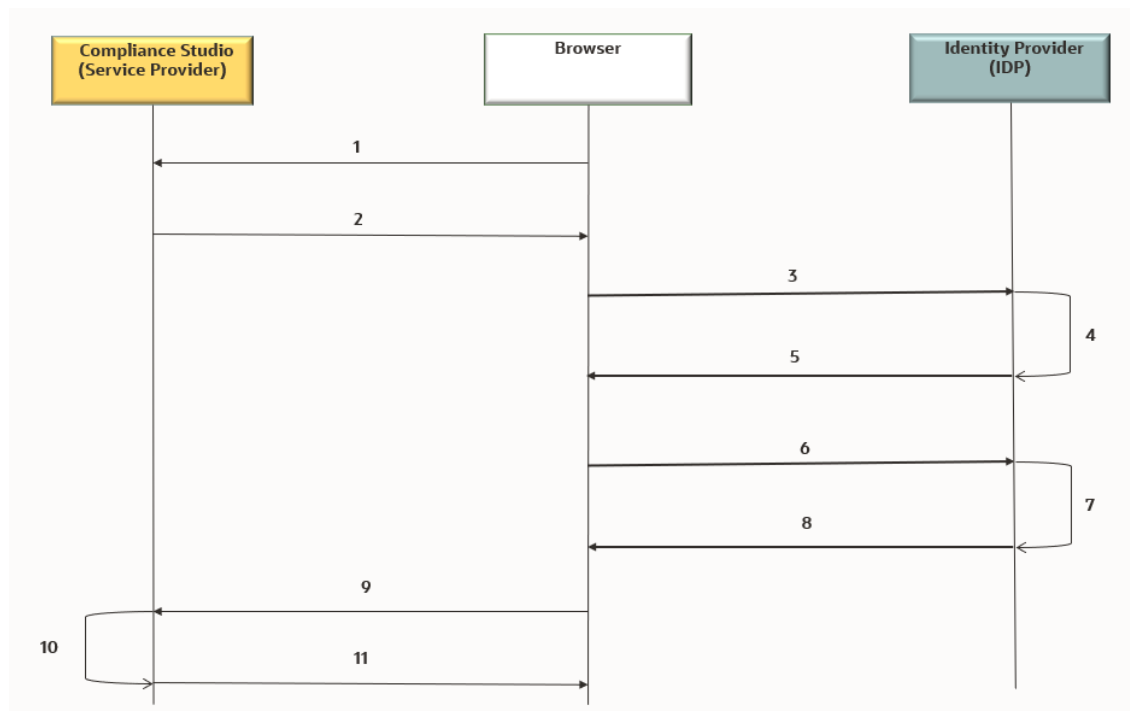 Compliance Studio
(Service Provider)
Browser
Identity Provider
(IDP)
1
2
3
4
5
6
7
8
9
10
11